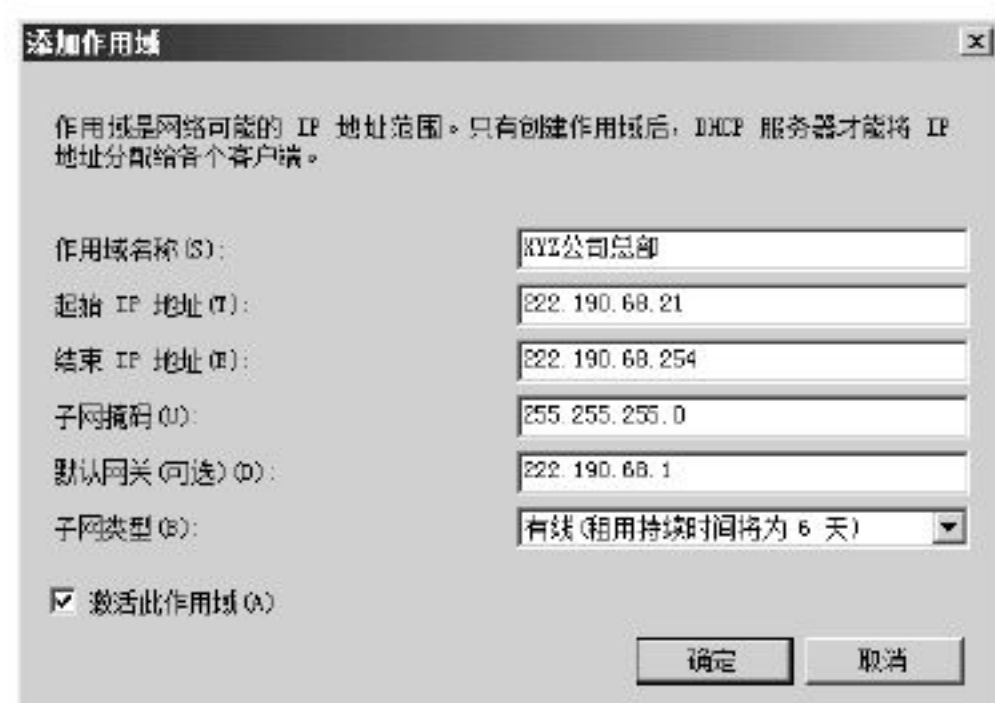 添加作用域
作用域是网络可能的 IP 地址范围。只有创建作用域后，DHCP 服务器才能将 IP
地址分配给各个客户端。
作用域名称(S):
XYZ公司总部
起始 IP 地址(T):
222.190.68.21
结束 IP 地址(E):
222.190.68.254
子网掩码(U):
255.255.255.0
默认网关(可选)(D):
222.190.68.1
子网类型(B):
有线(租用持续时间将为 6 天)
激活此作用域(A)
确定
取消